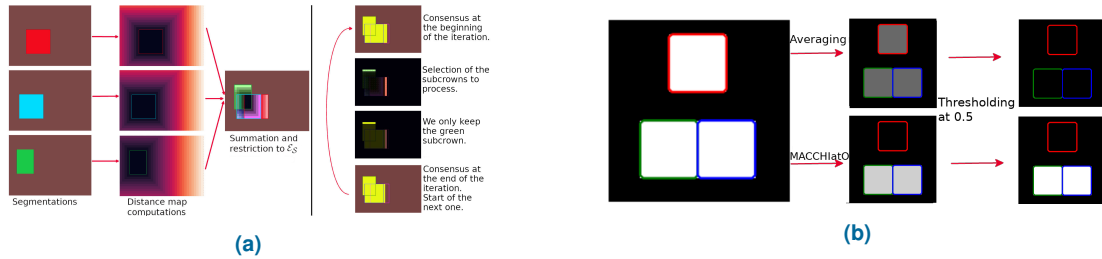 Segmentations
Distance map
computations
Summation and
restriction to ℰ_𝒮
Consensus at
the beginning
of the iteration.
Selection of the
subcrowns to
process.
We only keep
the green
subcrown.
Consensus at
the end of the
iteration.
Start of the
next one.
(a)
Averaging
MACCHIatO
Thresholding
at 0.5
(b)